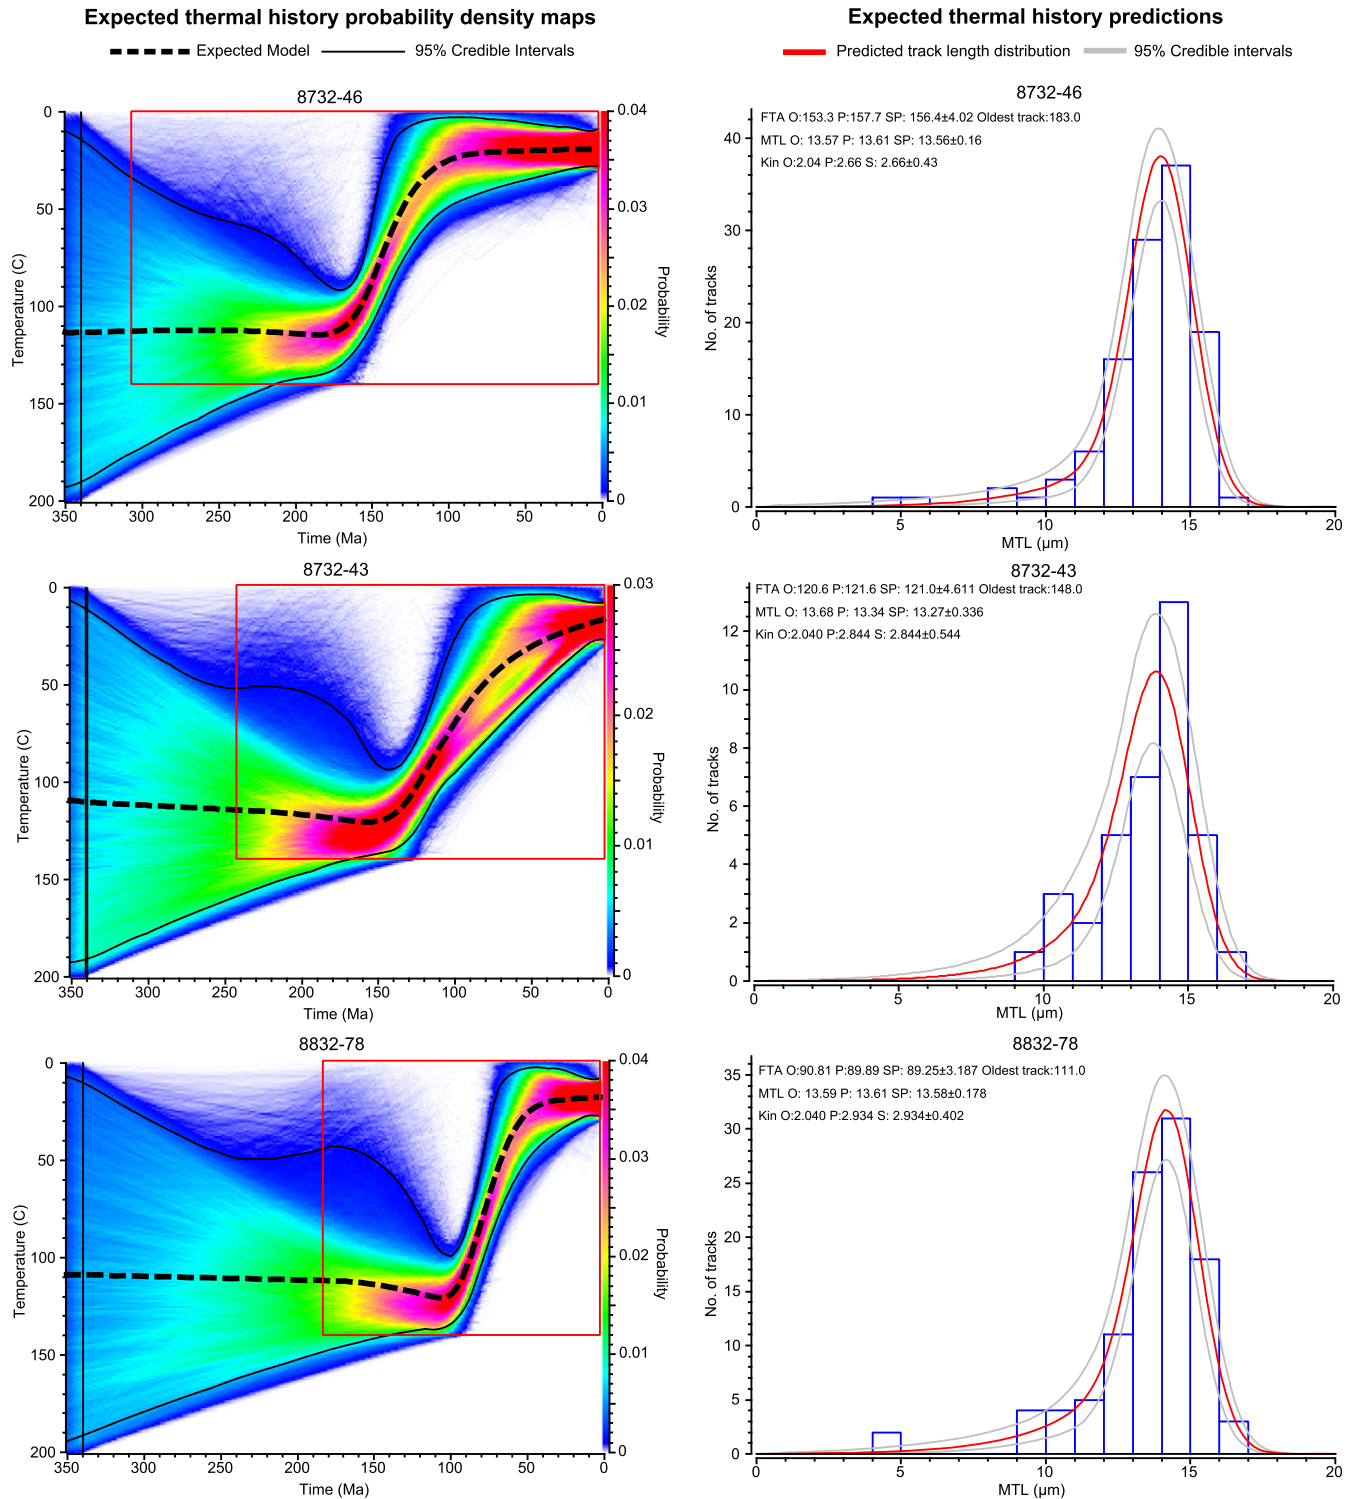 Expected thermal history probability density maps
Expected Model
95% Credible Intervals
Expected thermal history predictions
Predicted track length distribution
95% Credible intervals
8732-46
0
50
100
150
200
Temperature (C)
350 300 250 200 150 100 50 0
Time (Ma)
0.04
0.03
0.02
0.01
0
Probability
8732-46
FTA O:153.3 P:157.7 SP: 156.4±4.02 Oldest track:183.0
MTL O: 13.57 P: 13.61 SP: 13.56±0.16
Kin O:2.04 P:2.66 S: 2.66±0.43
40
30
20
10
0
No. of tracks
0 5 10 15 20
MTL (µm)
8732-43
0
50
100
150
200
Temperature (C)
350 300 250 200 150 100 50 0
Time (Ma)
0.03
0.02
0.01
0
Probability
8732-43
FTA O:120.6 P:121.6 SP: 121.0±4.611 Oldest track:148.0
MTL O: 13.68 P: 13.34 SP: 13.27±0.336
Kin O:2.040 P:2.844 S: 2.844±0.544
12
10
8
6
4
2
0
No. of tracks
0 5 10 15 20
MTL (µm)
8832-78
0
50
100
150
200
Temperature (C)
350 300 250 200 150 100 50 0
Time (Ma)
0.04
0.03
0.02
0.01
0
Probability
8832-78
FTA O:90.81 P:89.89 SP: 89.25±3.187 Oldest track:111.0
MTL O: 13.59 P: 13.61 SP: 13.58±0.178
Kin O:2.040 P:2.934 S: 2.934±0.402
35
30
25
20
15
10
5
0
No. of tracks
0 5 10 15 20
MTL (µm)